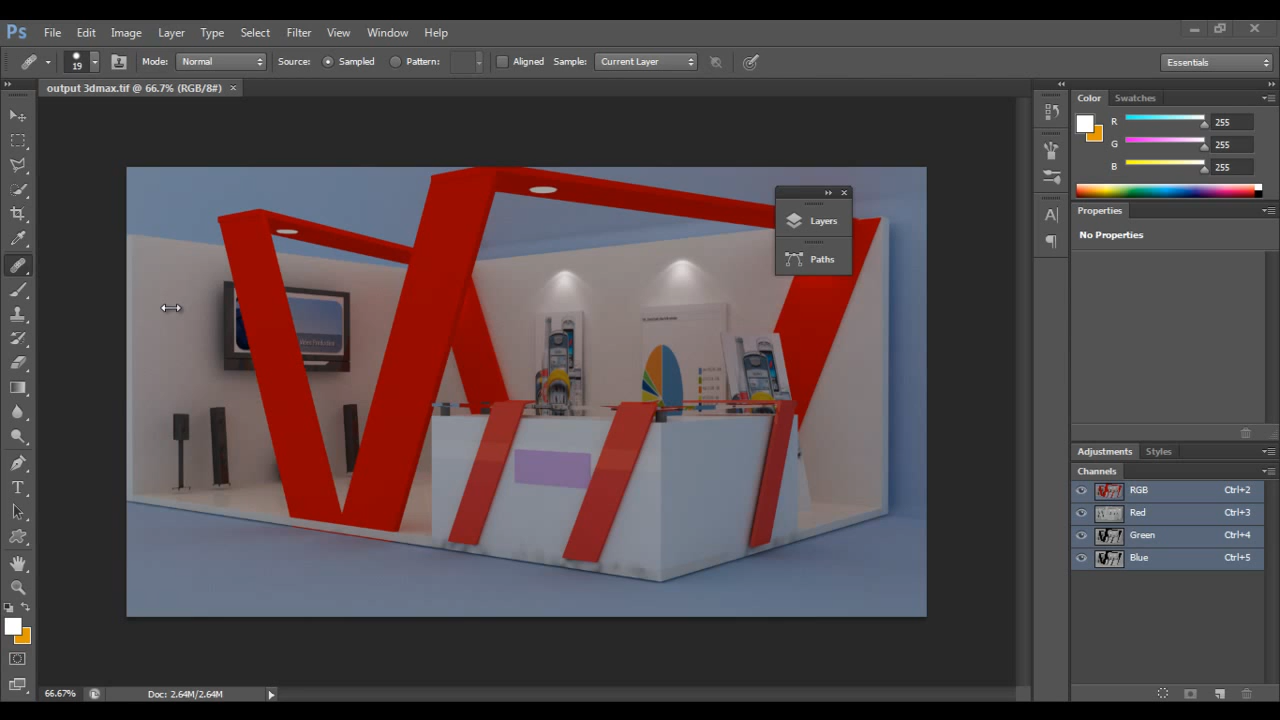 Ps File Edit Image Layer Type Select Filter View Window Help
19 Mode: Normal Source: Sampled Pattern: Aligned Sample: Current Layer Essentials
output 3dmax.tif @ 66.7% (RGB/8#) ×
Color Swatches
R 255
G 255
B 255
Layers
Paths
Properties
No Properties
A
T
Adjustments Styles
Channels
RGB Ctrl+2
Red Ctrl+3
Green Ctrl+4
Blue Ctrl+5
66.67% Doc: 2.64M/2.64M